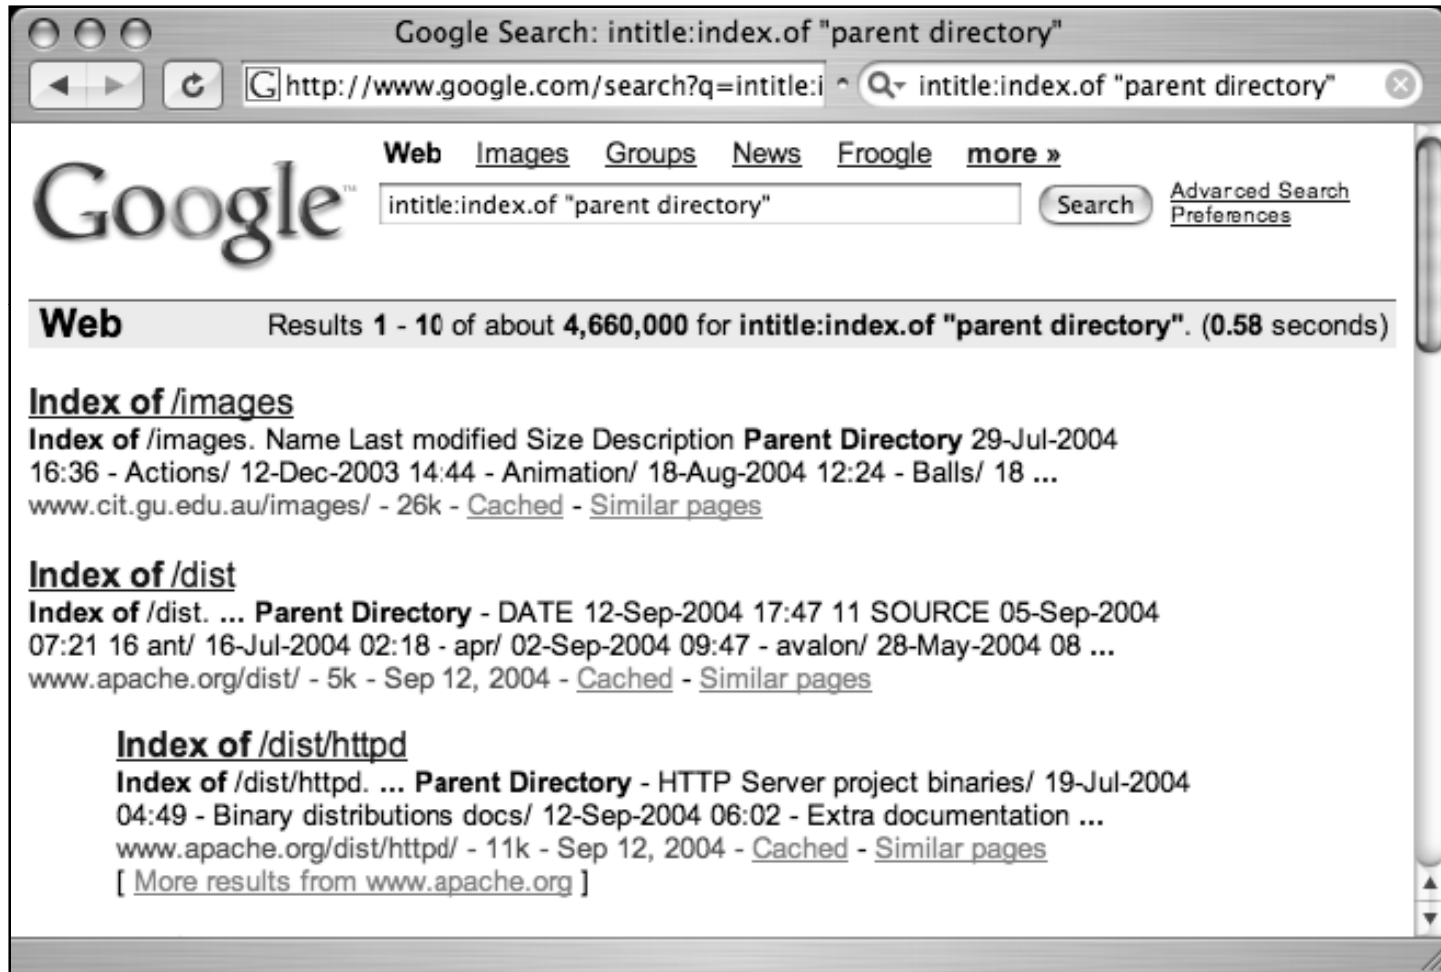 Google Search: intitle:index.of "parent directory"
G http://www.google.com/search?q=intitle:i intitle:index.of "parent directory"
Web Images Groups News Froogle more »
Google™
intitle:index.of "parent directory" Search Advanced Search
Preferences
Web Results 1 - 10 of about 4,660,000 for intitle:index.of "parent directory". (0.58 seconds)
Index of /images
Index of /images. Name Last modified Size Description Parent Directory 29-Jul-2004
16:36 - Actions/ 12-Dec-2003 14:44 - Animation/ 18-Aug-2004 12:24 - Balls/ 18 ...
www.cit.gu.edu.au/images/ - 26k - Cached - Similar pages
Index of /dist
Index of /dist. ... Parent Directory - DATE 12-Sep-2004 17:47 11 SOURCE 05-Sep-2004
07:21 16 ant/ 16-Jul-2004 02:18 - apr/ 02-Sep-2004 09:47 - avalon/ 28-May-2004 08 ...
www.apache.org/dist/ - 5k - Sep 12, 2004 - Cached - Similar pages
Index of /dist/httpd
Index of /dist/httpd. ... Parent Directory - HTTP Server project binaries/ 19-Jul-2004
04:49 - Binary distributions docs/ 12-Sep-2004 06:02 - Extra documentation ...
www.apache.org/dist/httpd/ - 11k - Sep 12, 2004 - Cached - Similar pages
[ More results from www.apache.org ]